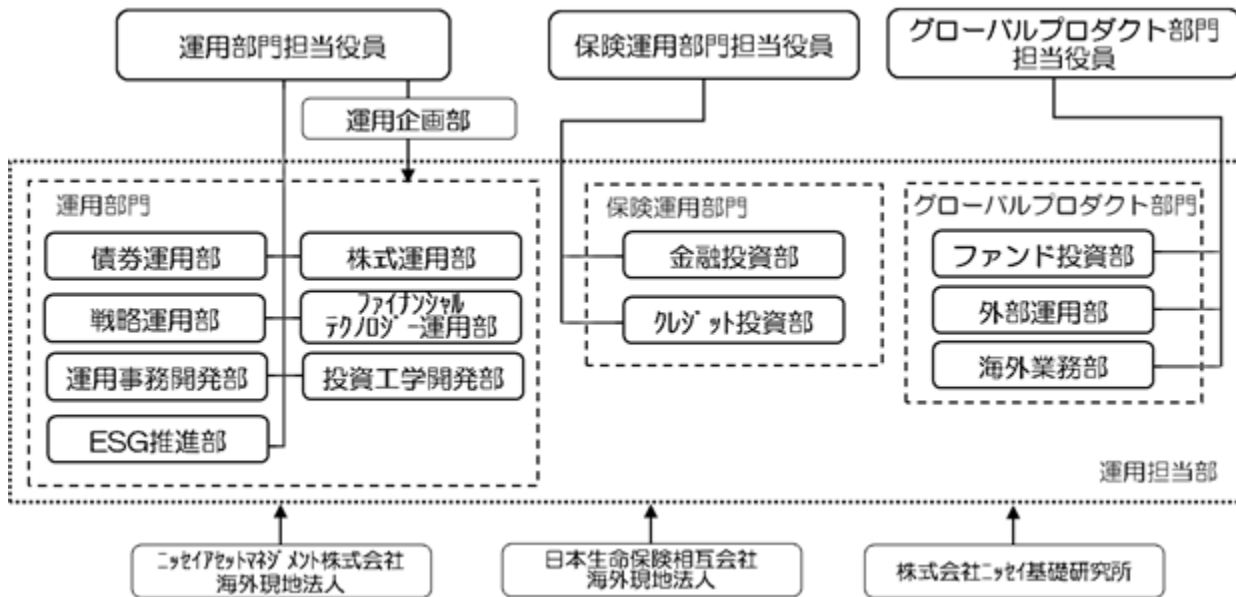 運用部門担当役員
保険運用部門担当役員
グローバルプロダクト部門
担当役員
運用企画部
運用部門
債券運用部
株式運用部
戦略運用部
ファイナンシャル
テクノロジー運用部
運用事務開発部
投資工学開発部
ESG推進部
保険運用部門
金融投資部
クレジット投資部
グローバルプロダクト部門
ファンド投資部
外部運用部
海外業務部
運用担当部
ニッセイアセットマネジメント株式会社
海外現地法人
日本生命保険相互会社
海外現地法人
株式会社ニッセイ基礎研究所